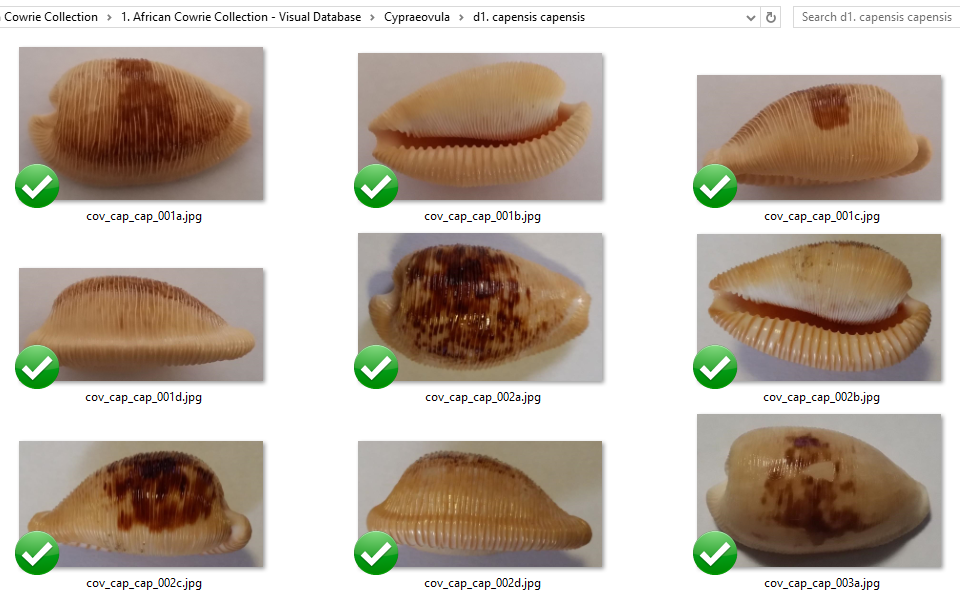 Cowrie Collection > 1. African Cowrie Collection - Visual Database > Cypraeovula > d1. capensis capensis
Search d1. capensis capensis
cov_cap_cap_001a.jpg
cov_cap_cap_001b.jpg
cov_cap_cap_001c.jpg
cov_cap_cap_001d.jpg
cov_cap_cap_002a.jpg
cov_cap_cap_002b.jpg
cov_cap_cap_002c.jpg
cov_cap_cap_002d.jpg
cov_cap_cap_003a.jpg